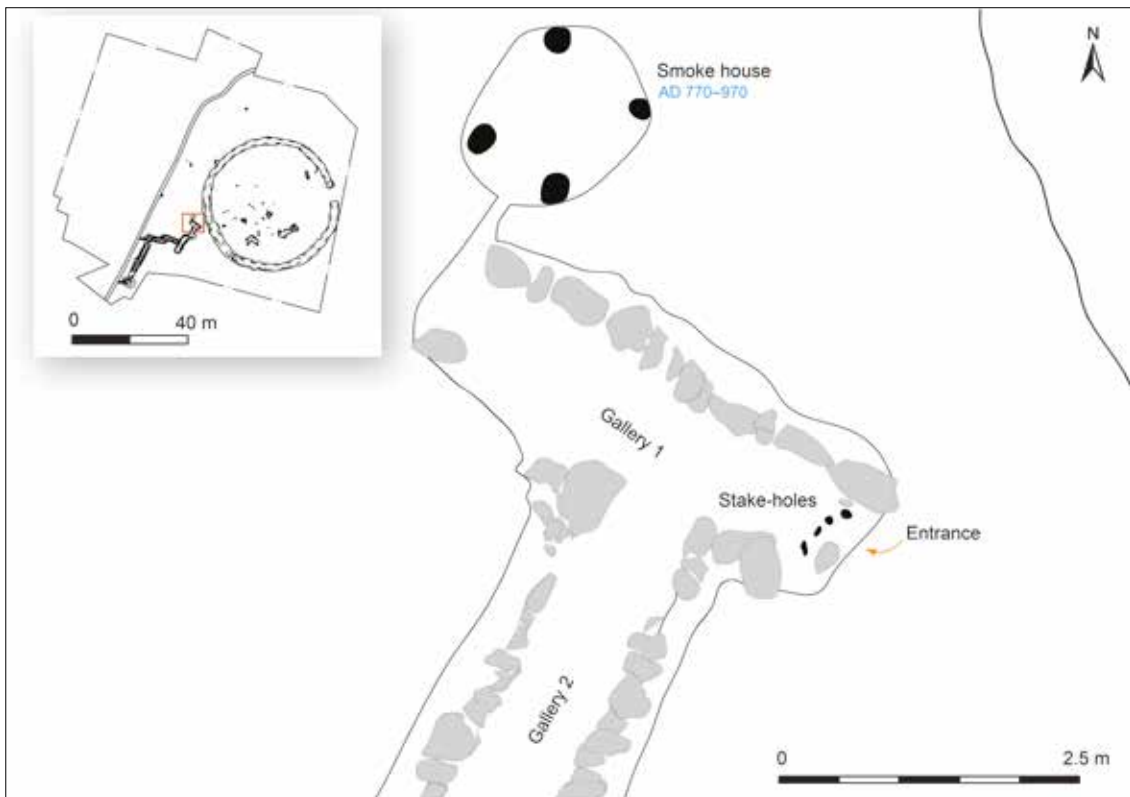 0 40 m
N
Smoke house
AD 770–970
Gallery 1
Stake-holes
Entrance
Gallery 2
0 2.5 m